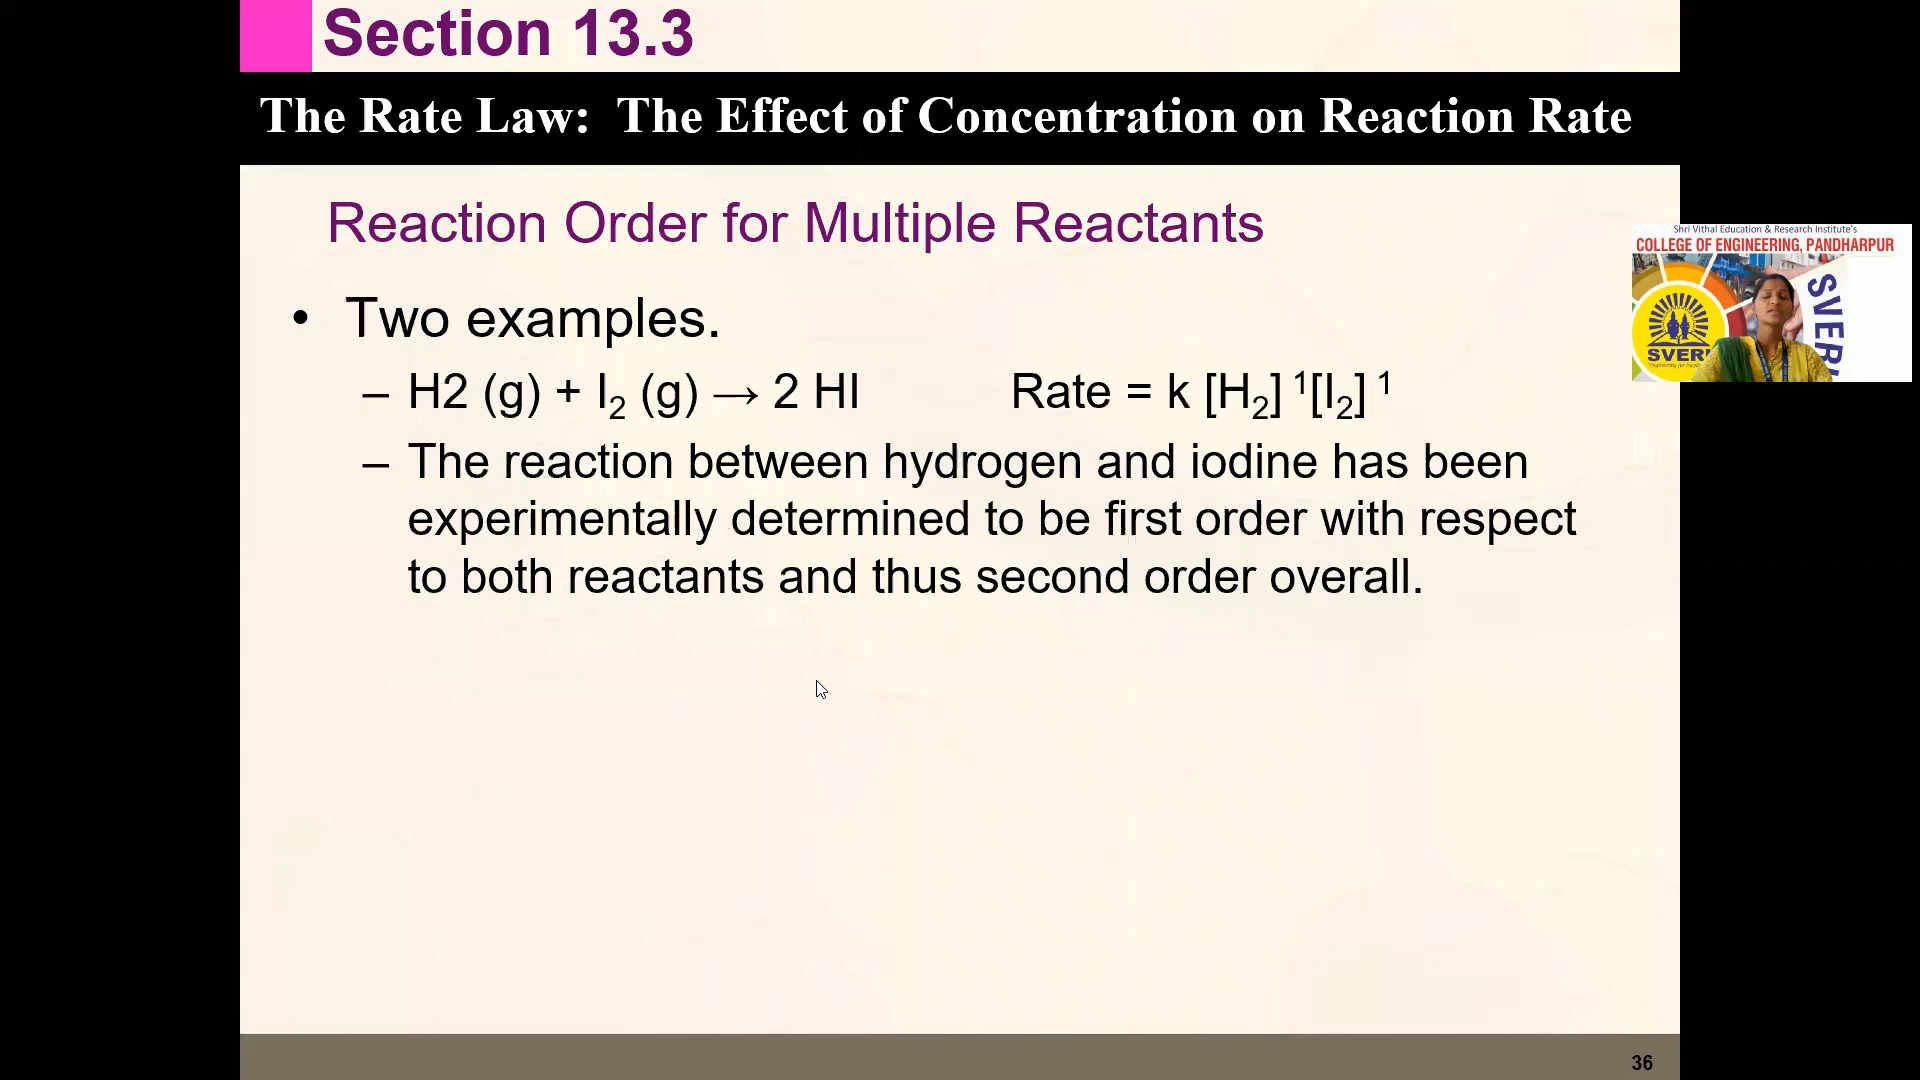 Section 13.3
The Rate Law: The Effect of Concentration on Reaction Rate
Reaction Order for Multiple Reactants
• Two examples.
– H2 (g) + I₂ (g) → 2 HI Rate = k [H₂] ¹[I₂] ¹
– The reaction between hydrogen and iodine has been
experimentally determined to be first order with respect
to both reactants and thus second order overall.
Shri Vithal Education & Research Institute's
COLLEGE OF ENGINEERING, PANDHARPUR
SVERI
SVERI
36